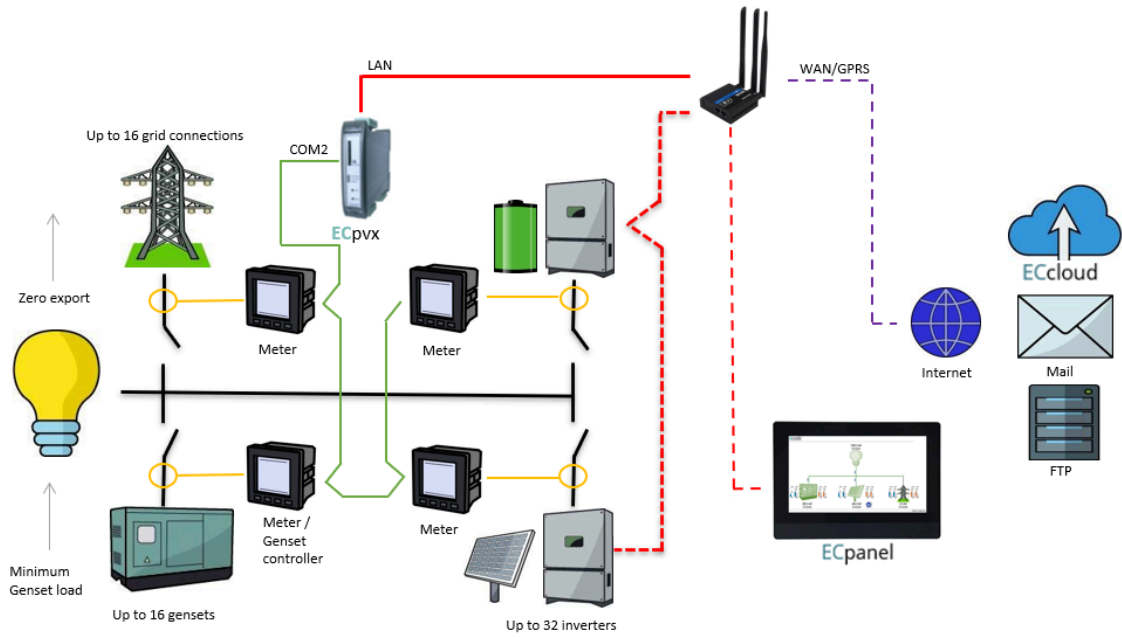 LAN
WAN/GPRS
Up to 16 grid connections
COM2
ECpvx
ECcloud
Zero export
Meter
Meter
Internet
Mail
FTP
Meter /
Genset
controller
Meter
ECpanel
Minimum
Genset load
Up to 16 gensets
Up to 32 inverters